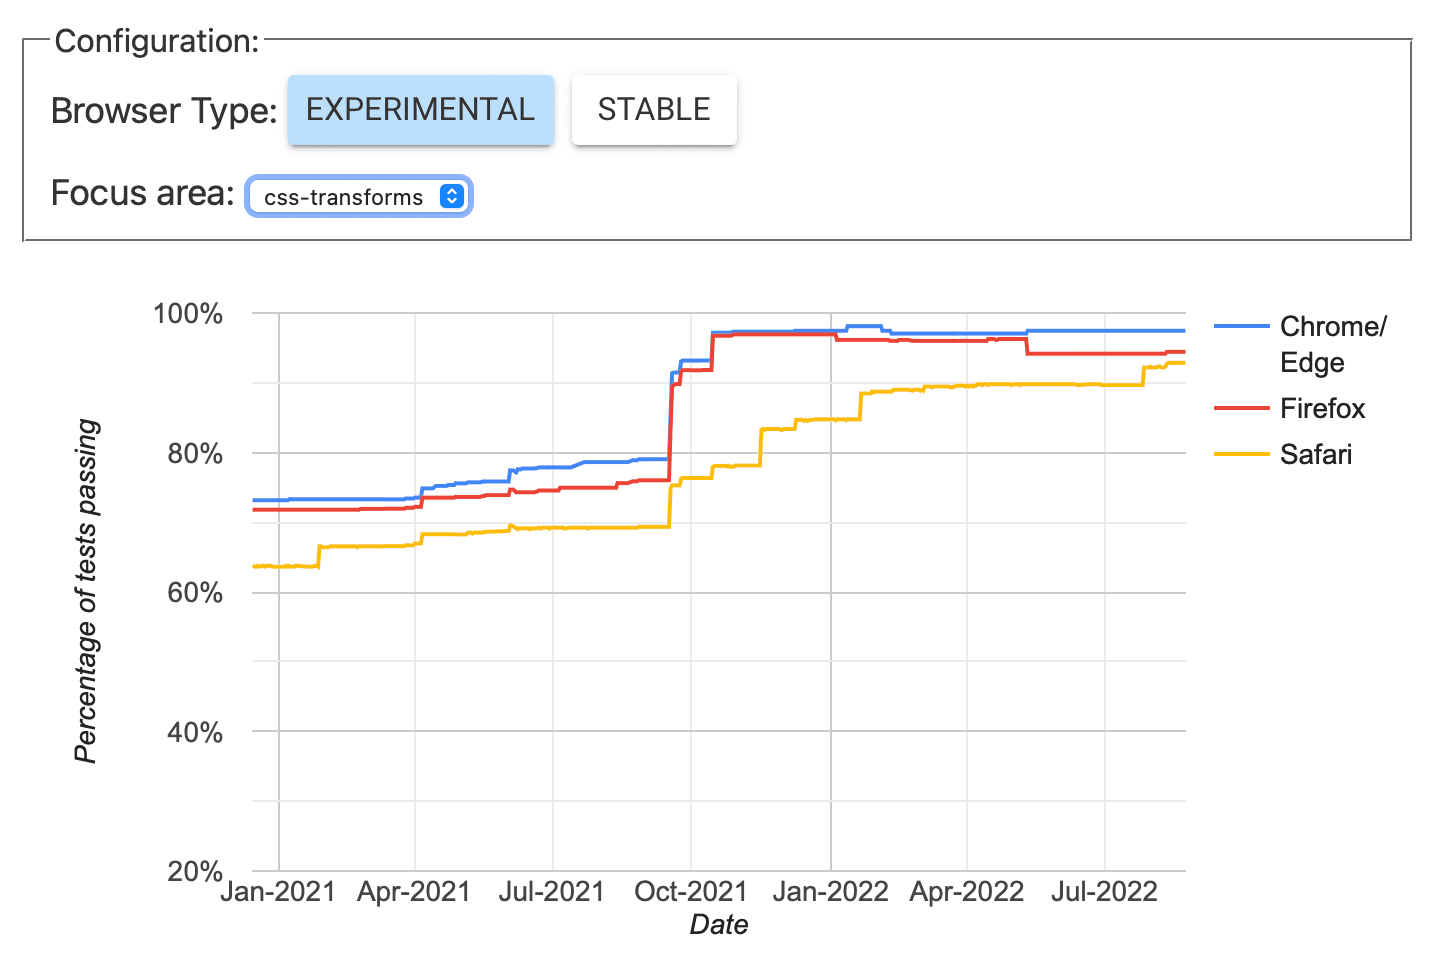 Configuration:
Browser Type: EXPERIMENTAL STABLE
Focus area: css-transforms
100%
80%
60%
40%
20%
Percentage of tests passing
Jan-2021 Apr-2021 Jul-2021 Oct-2021 Jan-2022 Apr-2022 Jul-2022
Date
Chrome/
Edge
Firefox
Safari